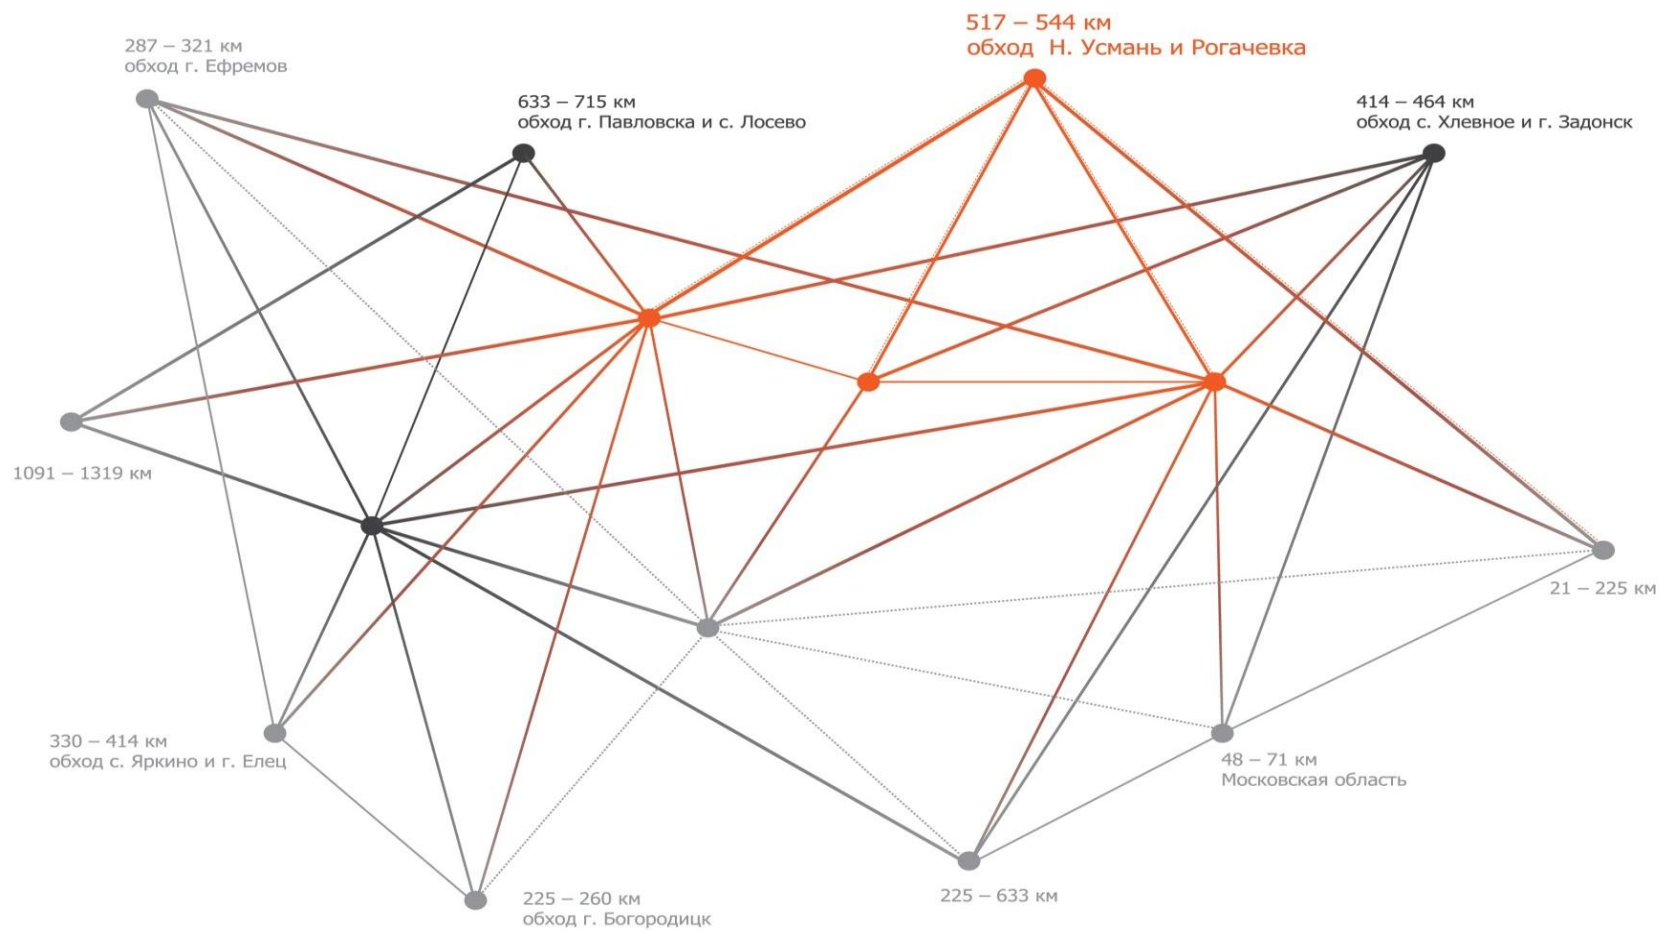 517 – 544 км
обход Н. Усмань и Рогачевка
287 – 321 км
обход г. Ефремов
633 – 715 км
обход г. Павловска и с. Лосево
414 – 464 км
обход с. Хлевное и г. Задонск
1091 – 1319 км
21 – 225 км
330 – 414 км
обход с. Яркино и г. Елец
48 – 71 км
Московская область
225 – 260 км
обход г. Богородицк
225 – 633 км